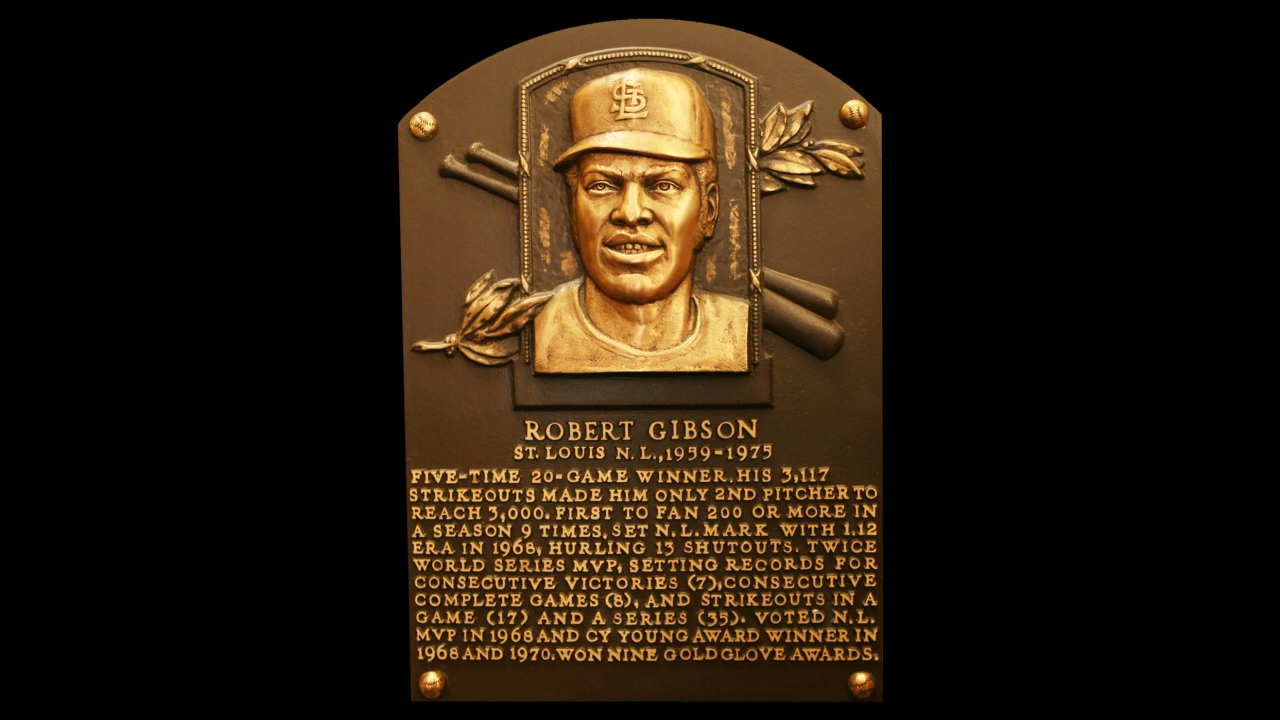 STL
ROBERT GIBSON
ST. LOUIS N. L., 1959-1975
FIVE-TIME 20-GAME WINNER. HIS 3,117
STRIKEOUTS MADE HIM ONLY 2ND PITCHER TO
REACH 3,000. FIRST TO FAN 200 OR MORE IN
A SEASON 9 TIMES. SET N. L. MARK WITH 1.12
ERA IN 1968, HURLING 13 SHUTOUTS. TWICE
WORLD SERIES MVP, SETTING RECORDS FOR
CONSECUTIVE VICTORIES (7), CONSECUTIVE
COMPLETE GAMES (8), AND STRIKEOUTS IN A
GAME (17) AND A SERIES (35). VOTED N. L.
MVP IN 1968 AND CY YOUNG AWARD WINNER IN
1968 AND 1970. WON NINE GOLD GLOVE AWARDS.